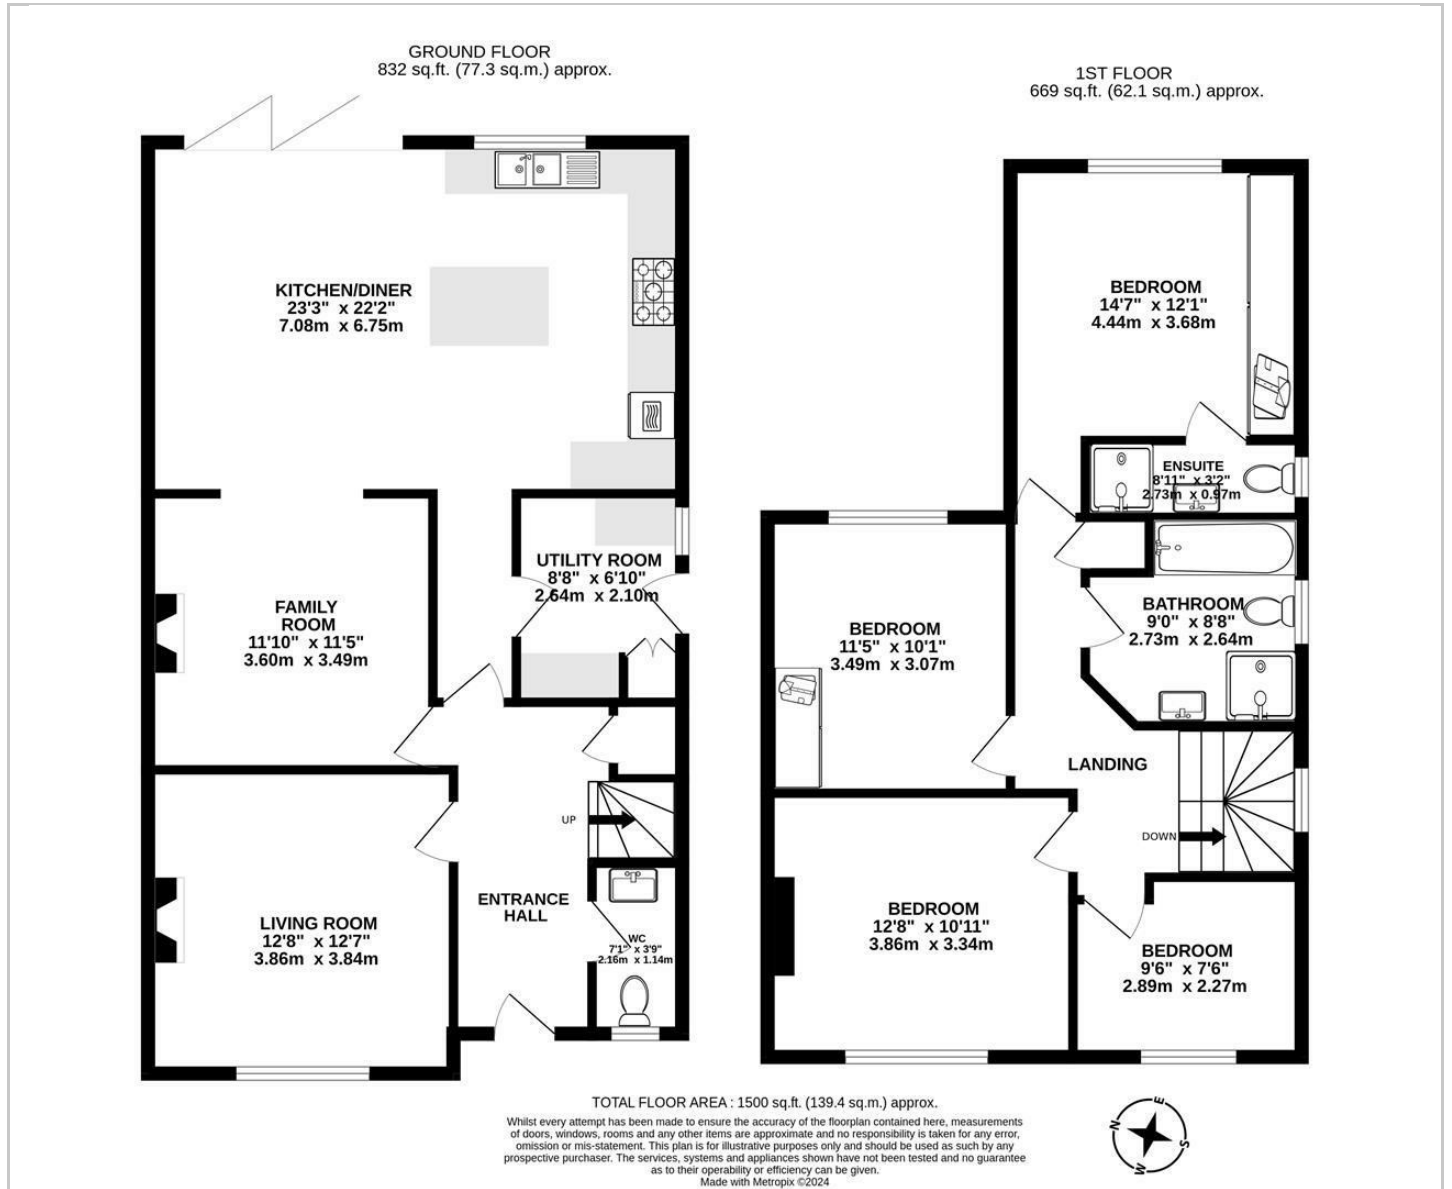 GROUND FLOOR
832 sq.ft. (77.3 sq.m.) approx.
KITCHEN/DINER
23'3" x 22'2"
7.08m x 6.75m
UTILITY ROOM
8'8" x 6'10"
2.64m x 2.10m
FAMILY
ROOM
11'10" x 11'5"
3.60m x 3.49m
UP
ENTRANCE
HALL
LIVING ROOM
12'8" x 12'7"
3.86m x 3.84m
WC
7'1" x 3'9"
2.16m x 1.14m
1ST FLOOR
669 sq.ft. (62.1 sq.m.) approx.
BEDROOM
14'7" x 12'1"
4.44m x 3.68m
ENSUITE
8'11" x 3'2"
2.73m x 0.97m
BATHROOM
9'0" x 8'8"
2.73m x 2.64m
BEDROOM
11'5" x 10'1"
3.49m x 3.07m
LANDING
DOWN
BEDROOM
12'8" x 10'11"
3.86m x 3.34m
BEDROOM
9'6" x 7'6"
2.89m x 2.27m
TOTAL FLOOR AREA : 1500 sq.ft. (139.4 sq.m.) approx.
Whilst every attempt has been made to ensure the accuracy of the floorplan contained here, measurements
of doors, windows, rooms and any other items are approximate and no responsibility is taken for any error,
omission or mis-statement. This plan is for illustrative purposes only and should be used as such by any
prospective purchaser. The services, systems and appliances shown have not been tested and no guarantee
as to their operability or efficiency can be given.
Made with Metropix ©2024
N
E
S
W